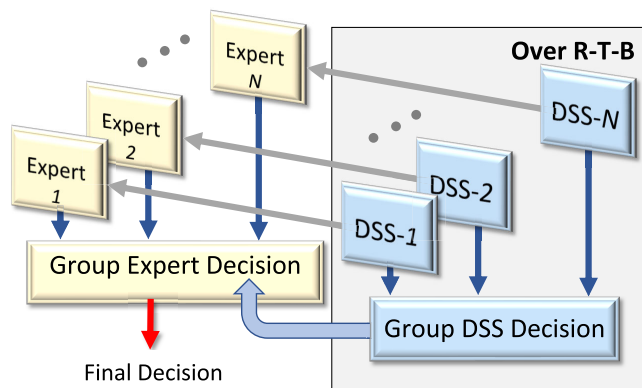 Over R-T-B
Expert
N
DSS-N
Expert
2
DSS-2
Expert
1
DSS-1
Group Expert Decision
Group DSS Decision
Final Decision